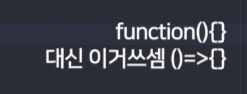 function(){}
대신 이거쓰셈 ()=>{}